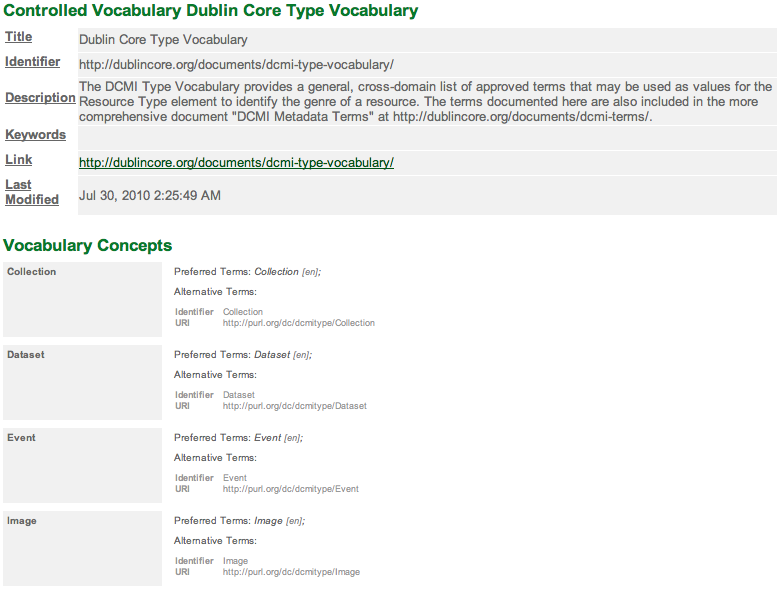 Controlled Vocabulary Dublin Core Type Vocabulary
Title
Dublin Core Type Vocabulary
Identifier
http://dublincore.org/documents/dcmi-type-vocabulary/
Description
The DCMI Type Vocabulary provides a general, cross-domain list of approved terms that may be used as values for the
Resource Type element to identify the genre of a resource. The terms documented here are also included in the more
comprehensive document "DCMI Metadata Terms" at http://dublincore.org/documents/dcmi-terms/.
Keywords
Link
http://dublincore.org/documents/dcmi-type-vocabulary/
Last
Modified
Jul 30, 2010 2:25:49 AM
Vocabulary Concepts
Collection
Preferred Terms: Collection [en];
Alternative Terms:
Identifier Collection
URI http://purl.org/dc/dcmitype/Collection
Dataset
Preferred Terms: Dataset [en];
Alternative Terms:
Identifier Dataset
URI http://purl.org/dc/dcmitype/Dataset
Event
Preferred Terms: Event [en];
Alternative Terms:
Identifier Event
URI http://purl.org/dc/dcmitype/Event
Image
Preferred Terms: Image [en];
Alternative Terms:
Identifier Image
URI http://purl.org/dc/dcmitype/Image